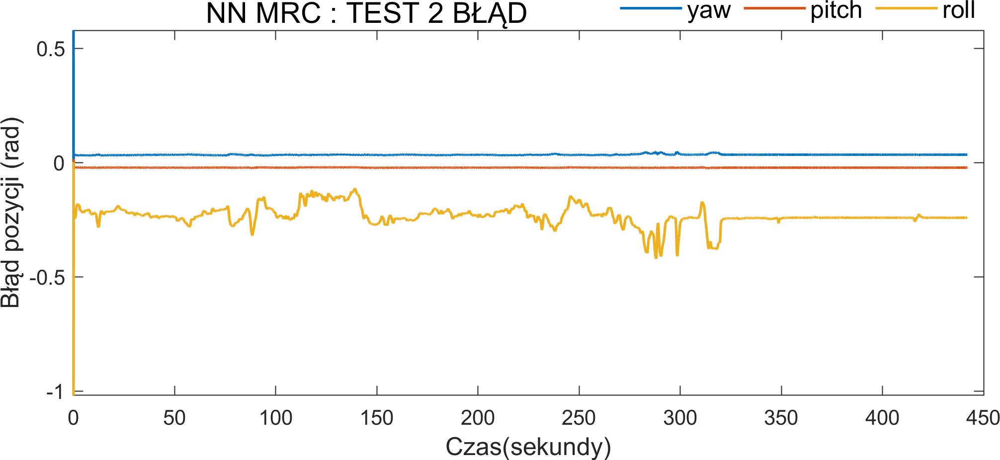 NN MRC : TEST 2 BŁĄD
yaw pitch roll
Błąd pozycji (rad)
0.5
0
-0.5
-1
0 50 100 150 200 250 300 350 400 450
Czas(sekundy)